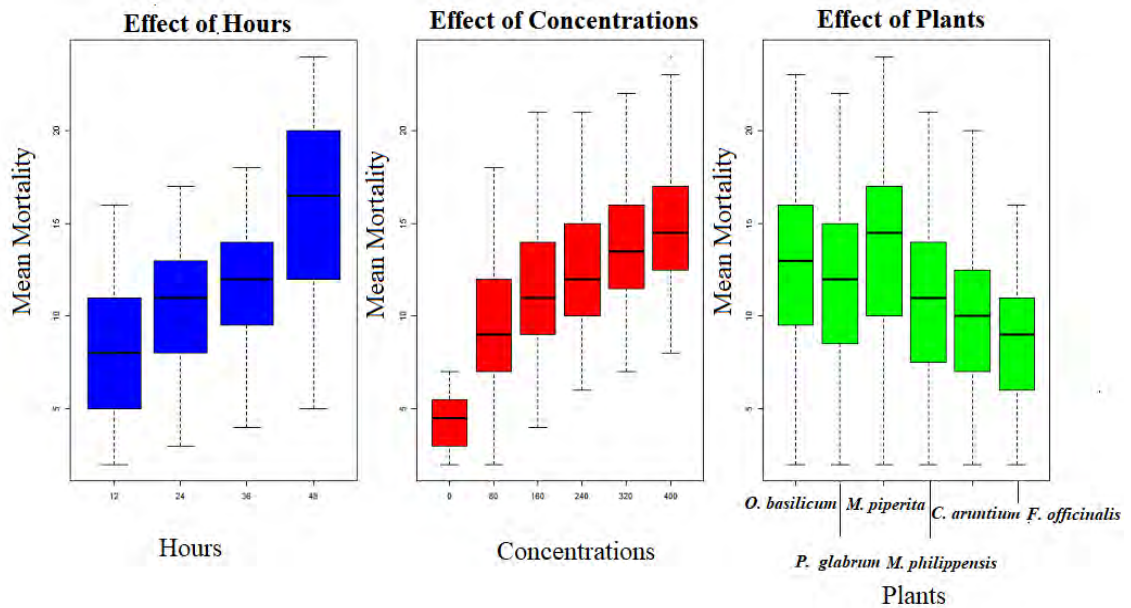 Effect of Hours
Mean Mortality
5
10
15
20
12
24
36
48
Hours
Effect of Concentrations
Mean Mortality
5
10
15
20
0
80
160
240
320
400
Concentrations
Effect of Plants
Mean Mortality
5
10
15
20
O. basilicum
M. piperita
C. aruntium
F. officinalis
P. glabrum
M. philippensis
Plants